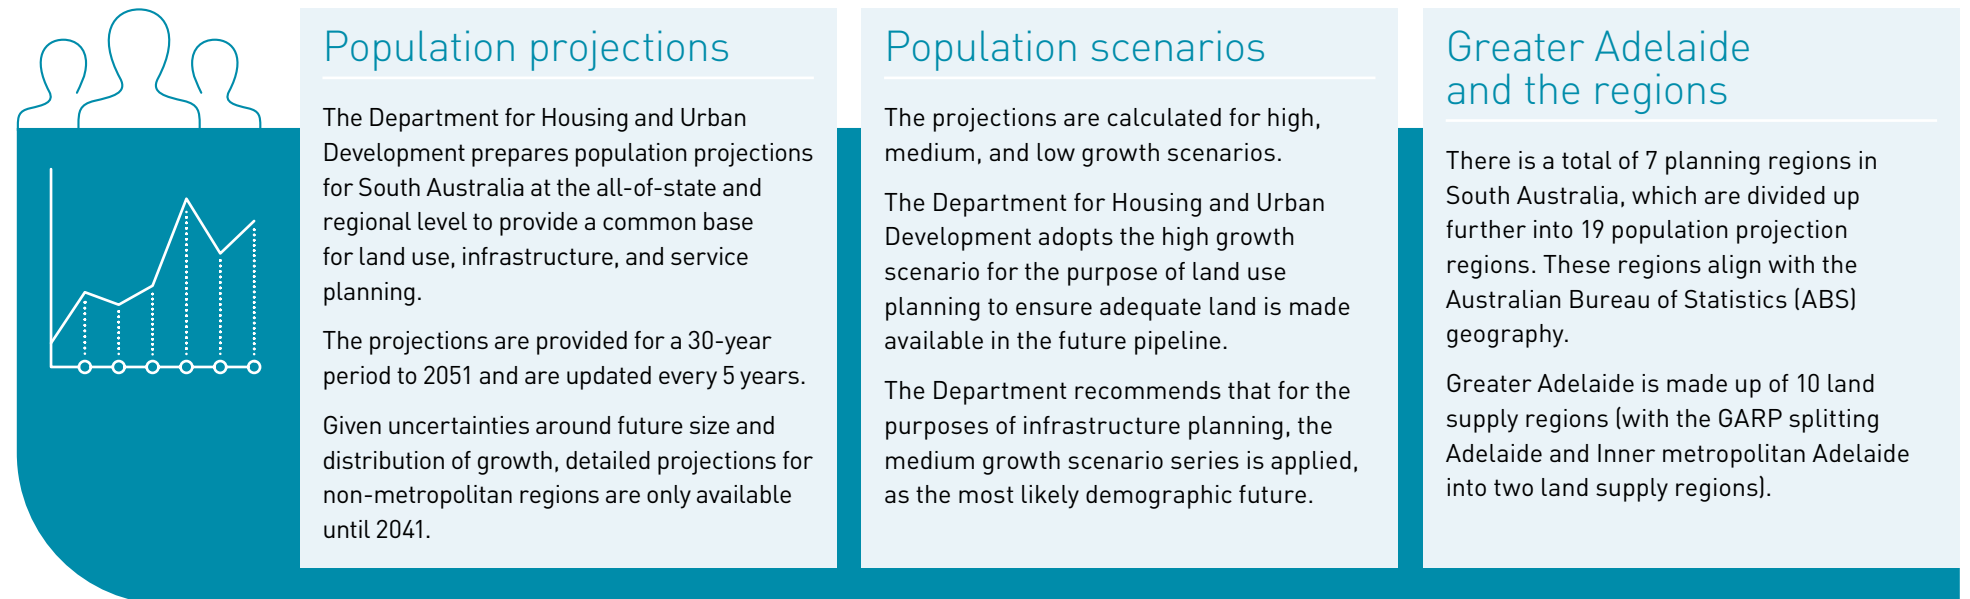 Population projections
The Department for Housing and Urban
Development prepares population projections
for South Australia at the all-of-state and
regional level to provide a common base
for land use, infrastructure, and service
planning.
The projections are provided for a 30-year
period to 2051 and are updated every 5 years.
Given uncertainties around future size and
distribution of growth, detailed projections for
non-metropolitan regions are only available
until 2041.
Population scenarios
The projections are calculated for high,
medium, and low growth scenarios.
The Department for Housing and Urban
Development adopts the high growth
scenario for the purpose of land use
planning to ensure adequate land is made
available in the future pipeline.
The Department recommends that for the
purposes of infrastructure planning, the
medium growth scenario series is applied,
as the most likely demographic future.
Greater Adelaide
and the regions
There is a total of 7 planning regions in
South Australia, which are divided up
further into 19 population projection
regions. These regions align with the
Australian Bureau of Statistics (ABS)
geography.
Greater Adelaide is made up of 10 land
supply regions (with the GARP splitting
Adelaide and Inner metropolitan Adelaide
into two land supply regions).